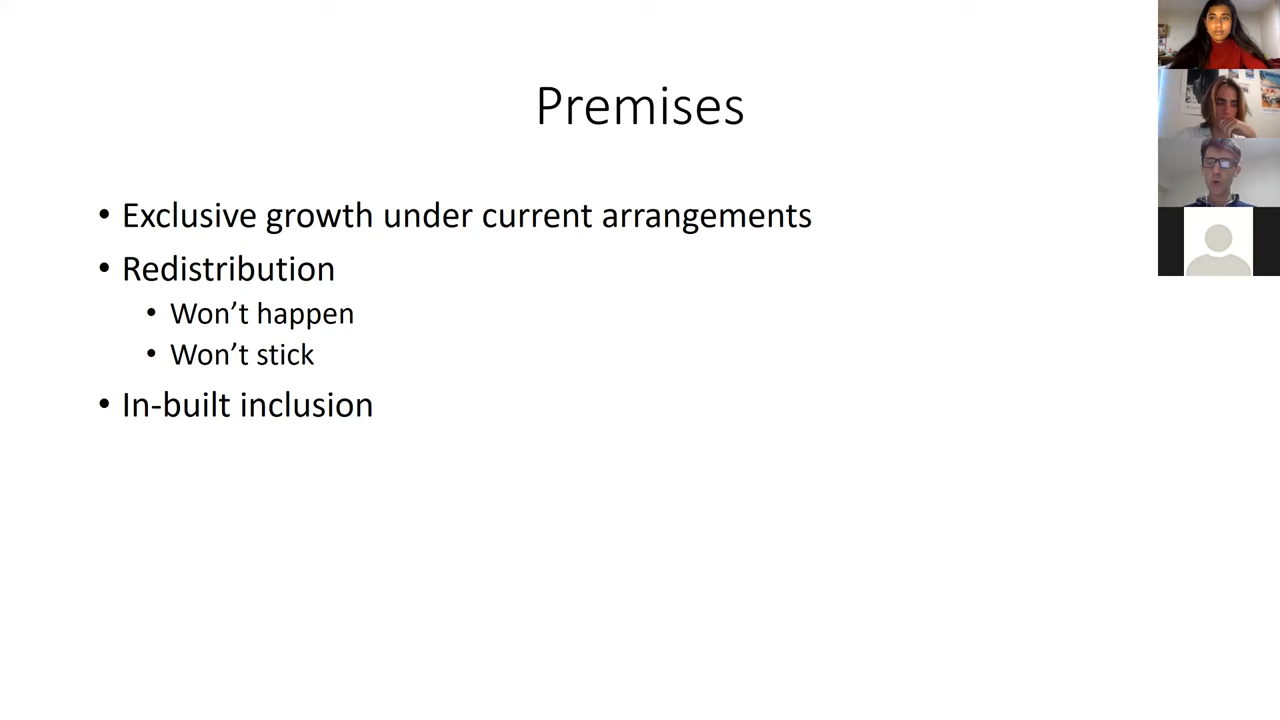 Premises
• Exclusive growth under current arrangements
• Redistribution
• Won’t happen
• Won’t stick
• In-built inclusion